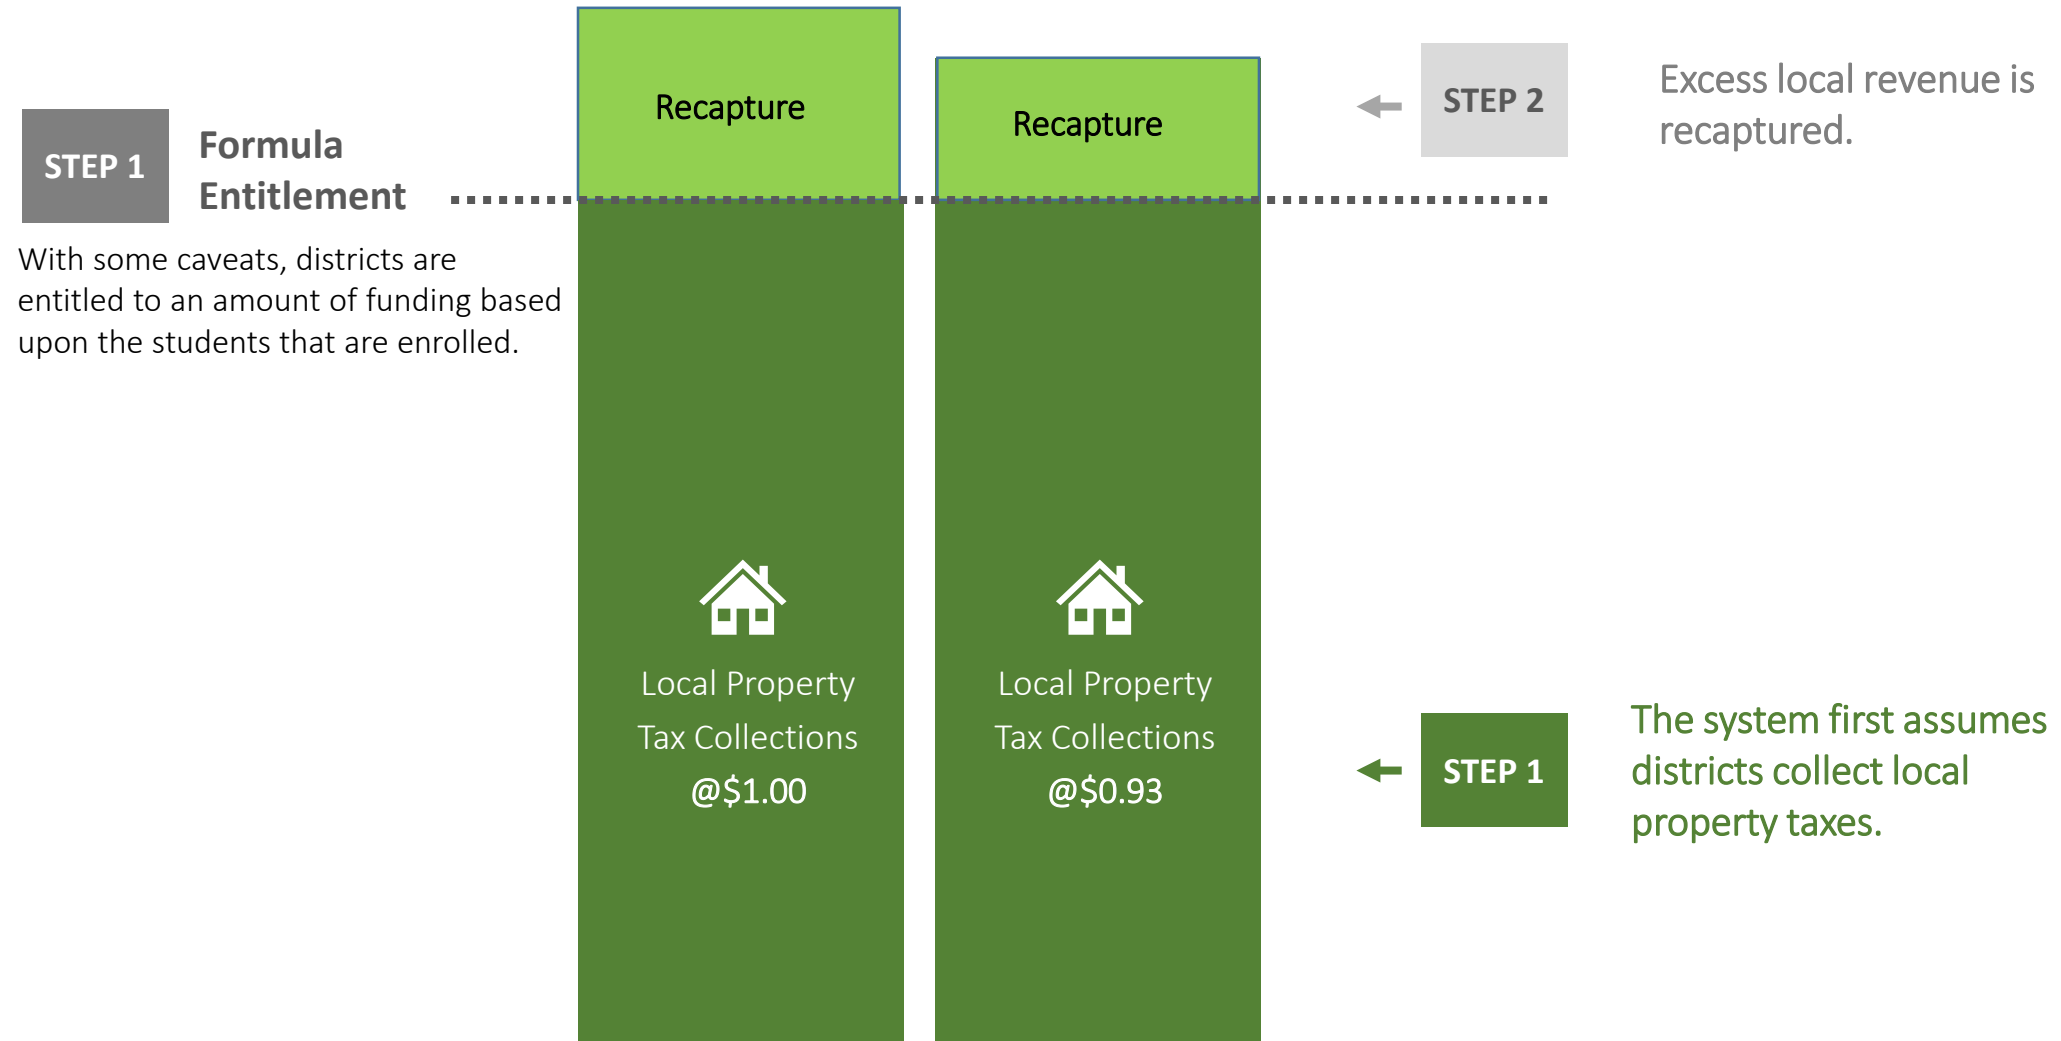 STEP 1
Formula
Entitlement
With some caveats, districts are
entitled to an amount of funding based
upon the students that are enrolled.
Recapture
Local Property
Tax Collections
@$1.00
Recapture
Local Property
Tax Collections
@$0.93
STEP 2
Excess local revenue is
recaptured.
STEP 1
The system first assumes
districts collect local
property taxes.